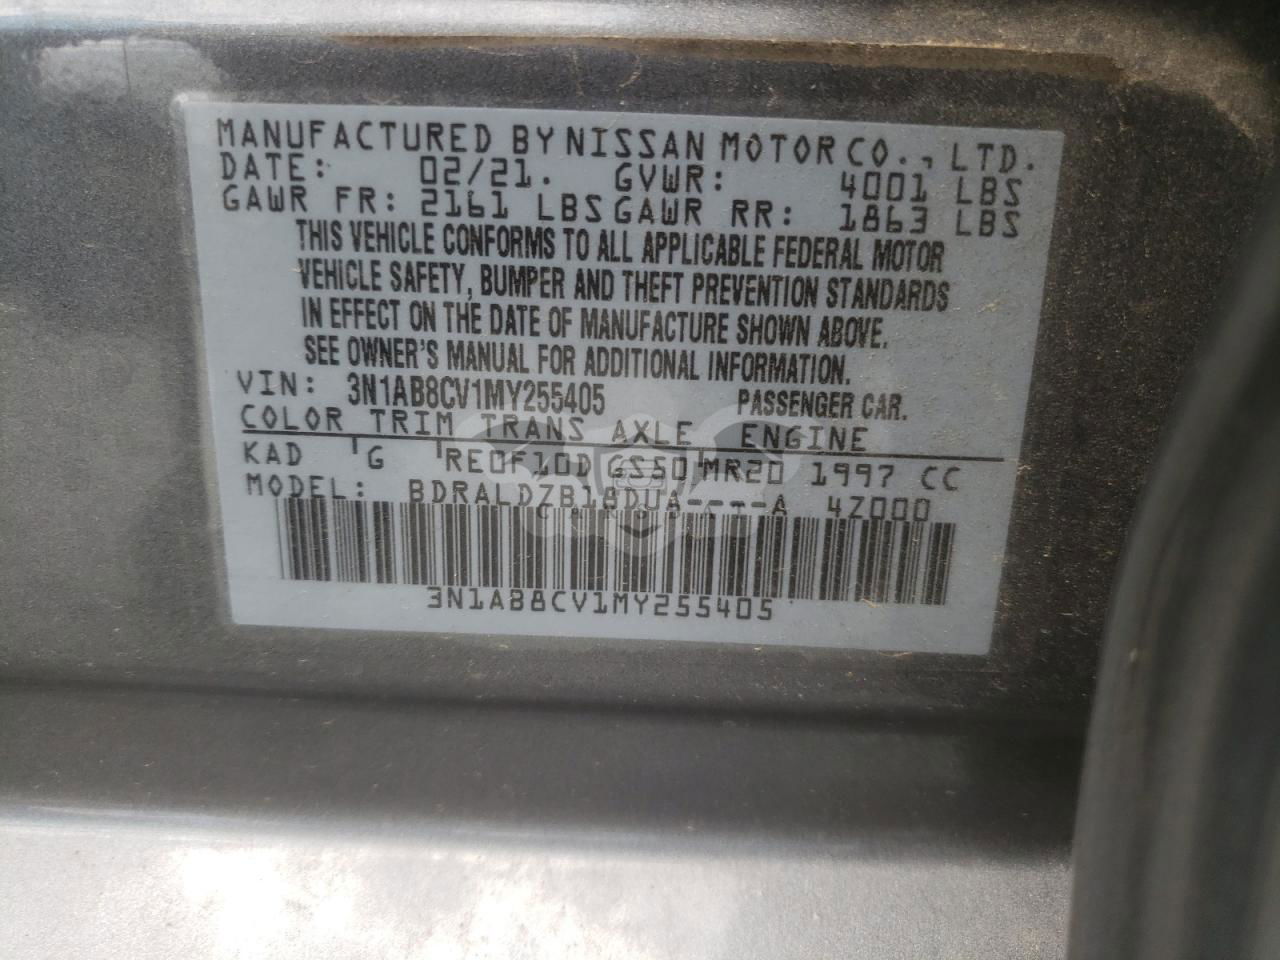 MANUFACTURED BY NISSAN MOTOR CO., LTD.
DATE: 02/21. GVWR: 4001 LBS
GAWR FR: 2161 LBS GAWR RR: 1863 LBS
THIS VEHICLE CONFORMS TO ALL APPLICABLE FEDERAL MOTOR
VEHICLE SAFETY, BUMPER AND THEFT PREVENTION STANDARDS
IN EFFECT ON THE DATE OF MANUFACTURE SHOWN ABOVE.
SEE OWNER'S MANUAL FOR ADDITIONAL INFORMATION.
VIN: 3N1AB8CV1MY255405 PASSENGER CAR.
COLOR TRIM TRANS AXLE ENGINE
KAD G RE0F10D GS50 MR20 1997 CC
MODEL: BDRALDZB18DUA----A 4Z000
3N1AB8CV1MY255405